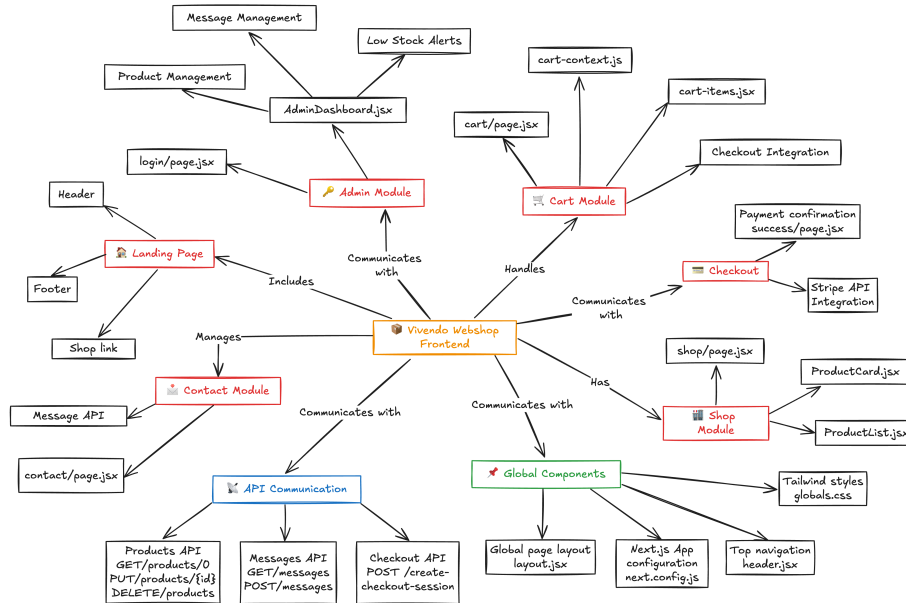 Message Management
Low Stock Alerts
Product Management
AdminDashboard.jsx
cart-context.js
cart-items.jsx
cart/page.jsx
Checkout Integration
login/page.jsx
Admin Module
Cart Module
Header
Landing Page
Footer
Shop link
Communicates
with
Handles
Includes
Payment confirmation
success/page.jsx
Checkout
Stripe API
Integration
Communicates
with
Vivendo Webshop
Frontend
Manages
Contact Module
Message API
contact/page.jsx
Communicates with
Communicates with
Has
shop/page.jsx
ProductCard.jsx
Shop
Module
ProductList.jsx
API Communication
Global Components
Tailwind styles
globals.css
Products API
GET/products/0
PUT/products/{id}
DELETE/products
Messages API
GET/messages
POST/messages
Checkout API
POST /create-
checkout-session
Global page layout
layout.jsx
Next.js App
configuration
next.config.js
Top navigation
header.jsx